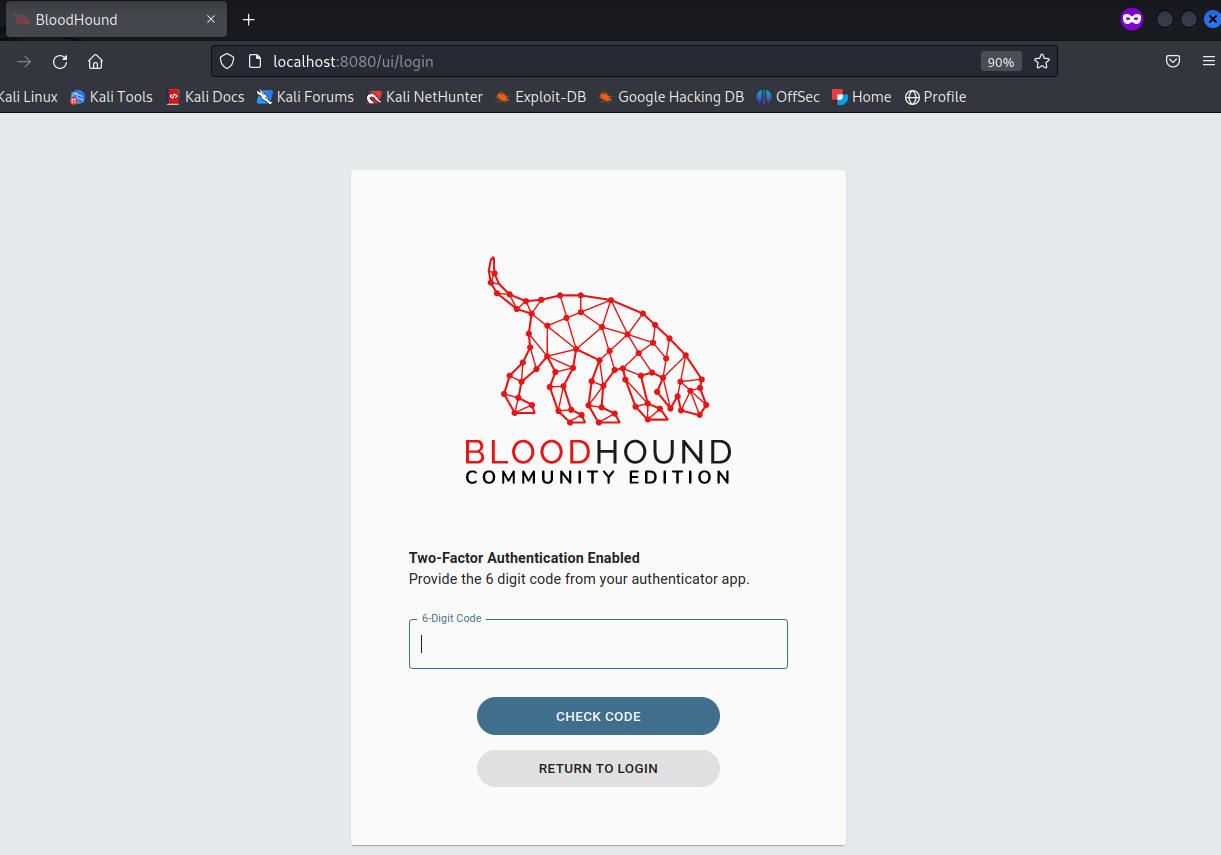 BloodHound
localhost:8080/ui/login 90%
Kali Linux Kali Tools Kali Docs Kali Forums Kali NetHunter Exploit-DB Google Hacking DB OffSec Home Profile
BLOODHOUND
COMMUNITY EDITION
Two-Factor Authentication Enabled
Provide the 6 digit code from your authenticator app.
6-Digit Code
CHECK CODE
RETURN TO LOGIN